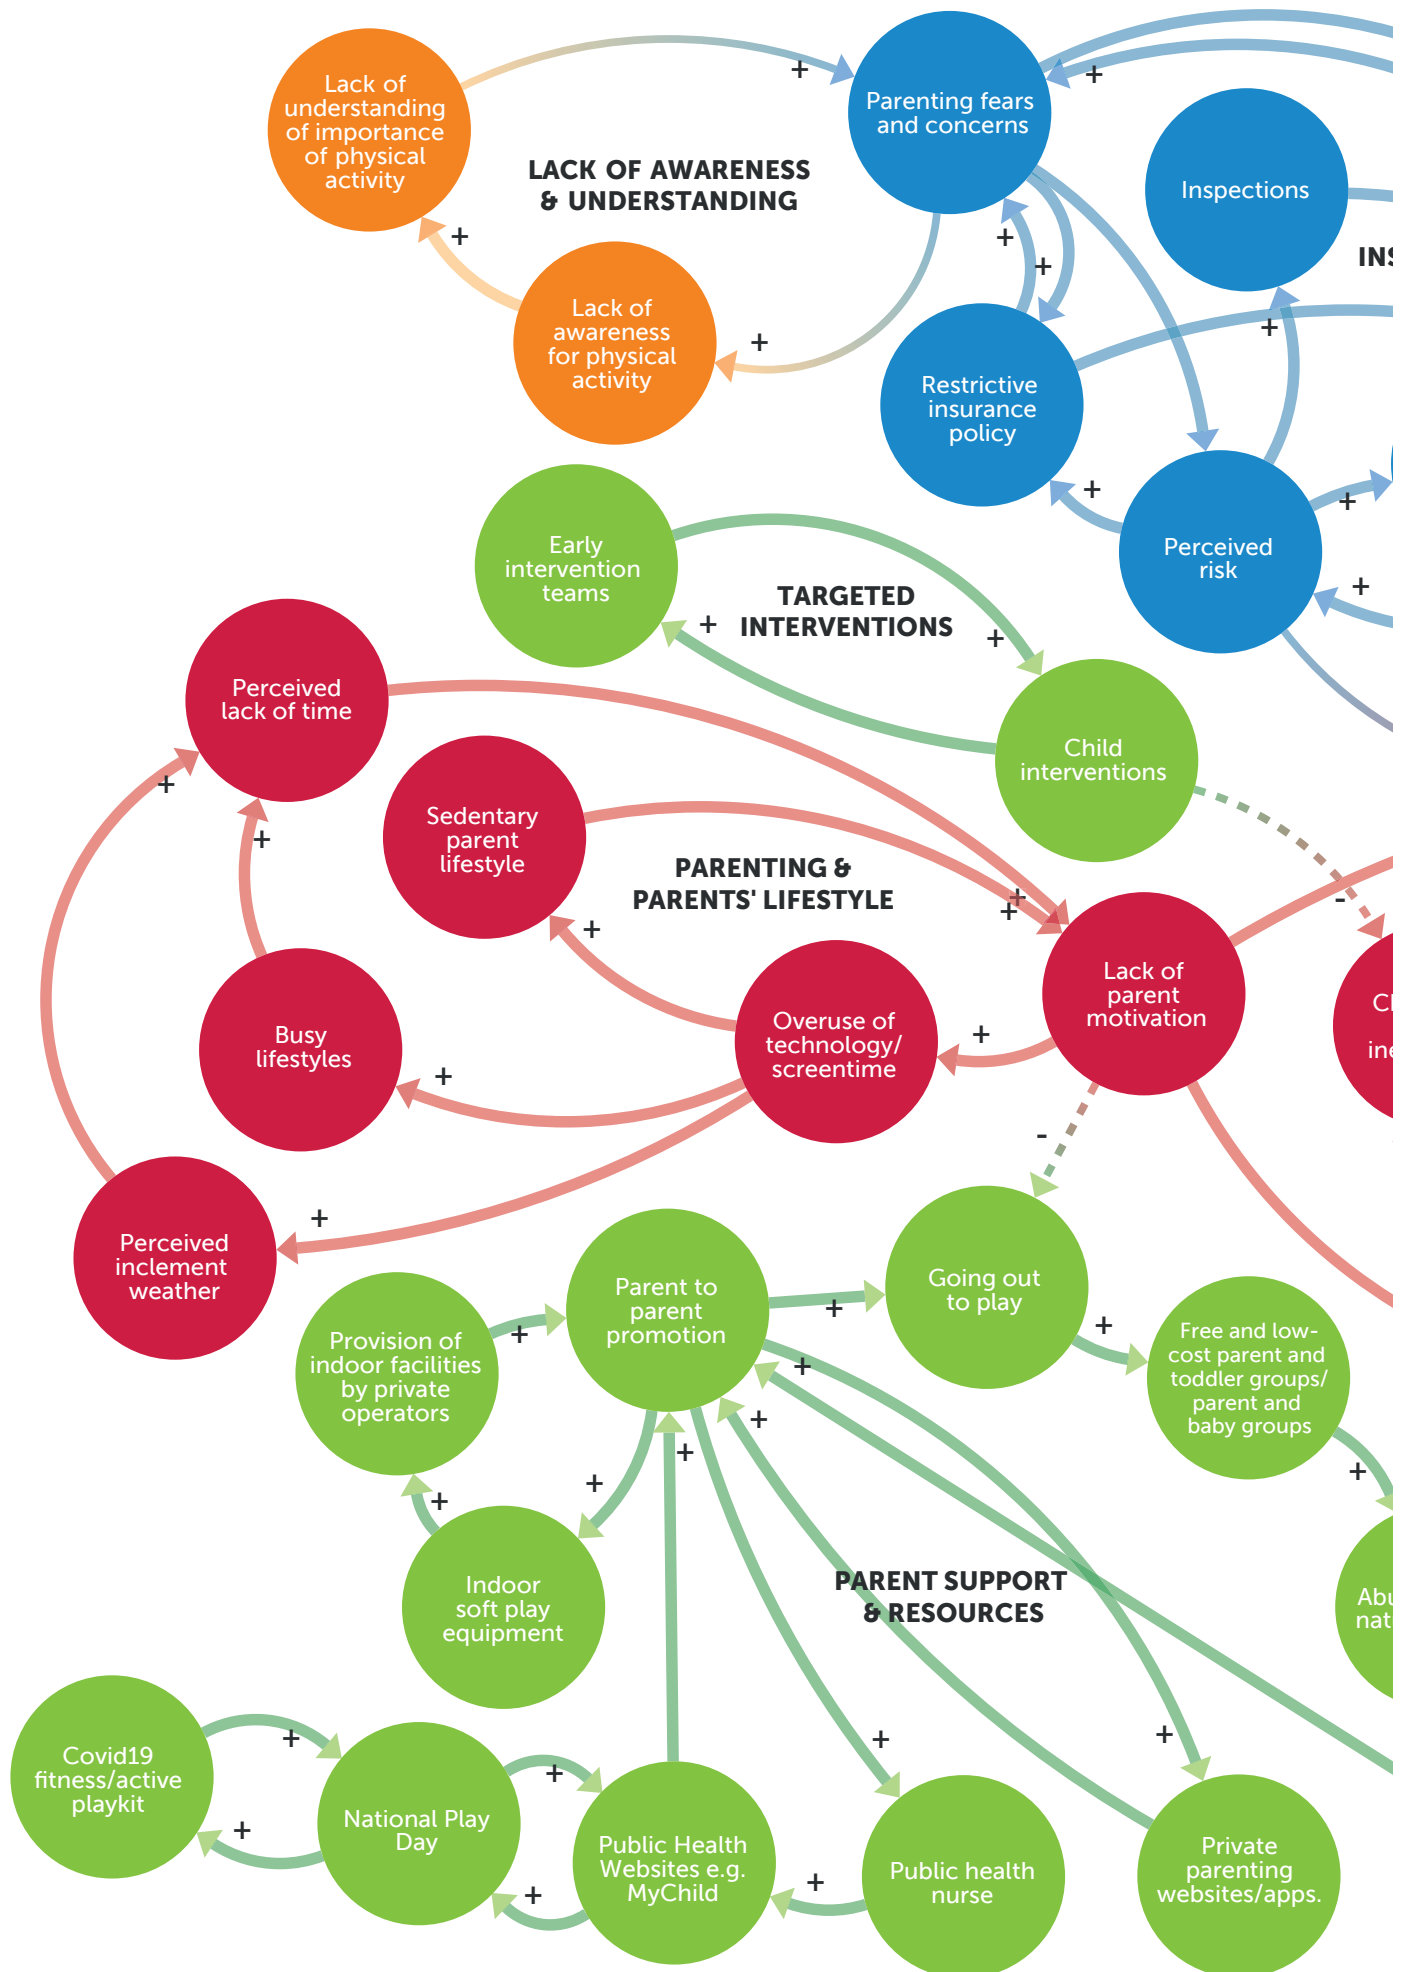 Lack of
understanding
of importance
of physical
activity
+
Parenting fears
and concerns
+
LACK OF AWARENESS
& UNDERSTANDING
Inspections
+
+
+
Lack of
awareness
for physical
activity
+
+
Restrictive
insurance
policy
+
+
Perceived
risk
+
+
Early
intervention
teams
TARGETED
INTERVENTIONS
+
+
Perceived
lack of time
Child
interventions
+
+
Sedentary
parent
lifestyle
PARENTING &
PARENTS' LIFESTYLE
+
+
+
-
Lack of
parent
motivation
Busy
lifestyles
Overuse of
technology/
screentime
+
+
-
+
Perceived
inclement
weather
Parent to
parent
promotion
+
Going out
to play
+
Free and low-
cost parent and
toddler groups/
parent and
baby groups
+
Provision of
indoor facilities
by private
operators
+
+
+
+
+
+
Indoor
soft play
equipment
PARENT SUPPORT
& RESOURCES
Covid19
fitness/active
playkit
+
+
National Play
Day
+
+
Public Health
Websites e.g.
MyChild
+
Public health
nurse
+
+
Private
parenting
websites/apps.